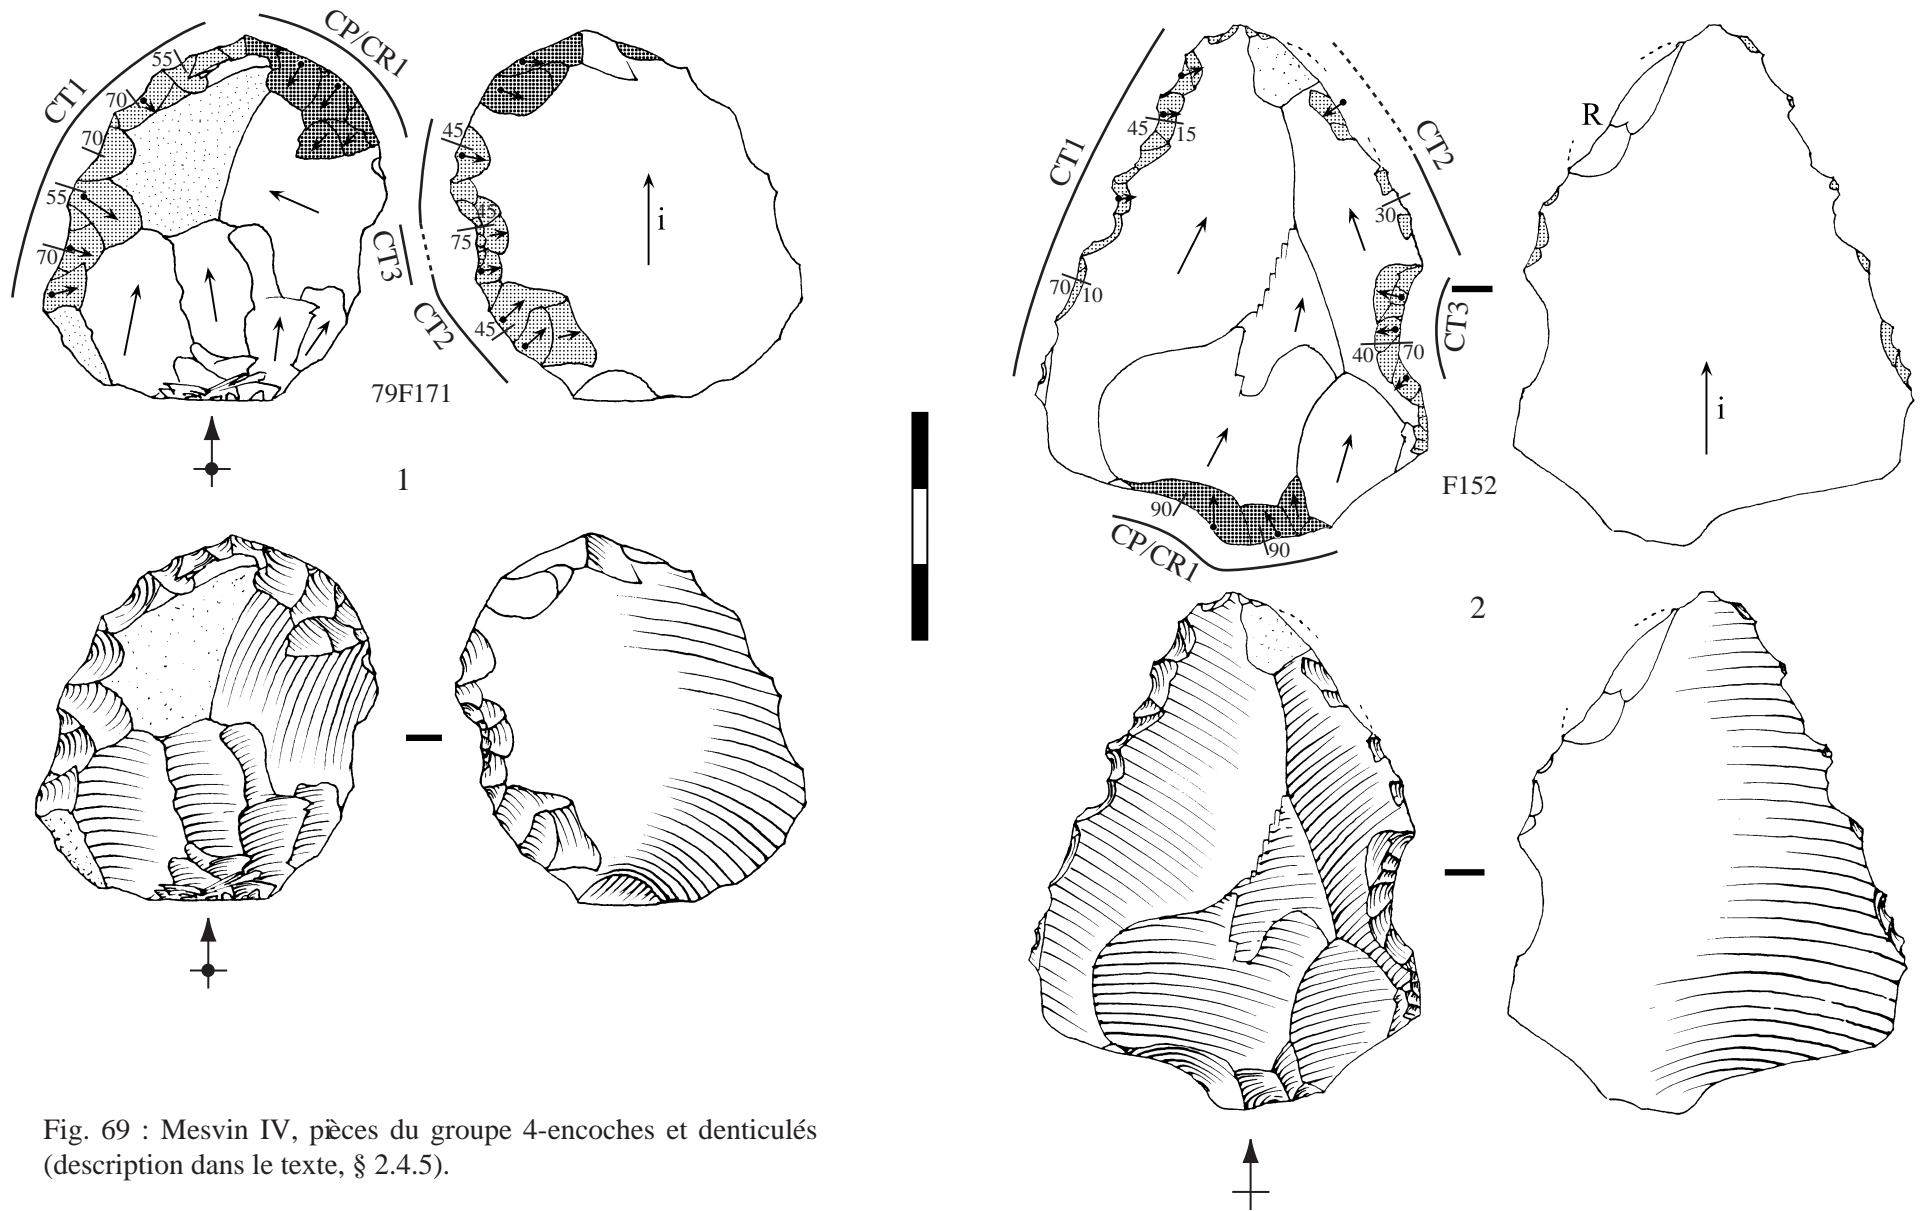 CT1
CP/CR1
55
70
70
55
70
CT3
79F171
45
45
75
45
CT2
i
1
CT1
45
15
70
10
CT2
30
CT3
40
70
90
90
CP/CR1
F152
R
i
2
Fig. 69 : Mesvin IV, pièces du groupe 4-encoches et denticulés
(description dans le texte, § 2.4.5).